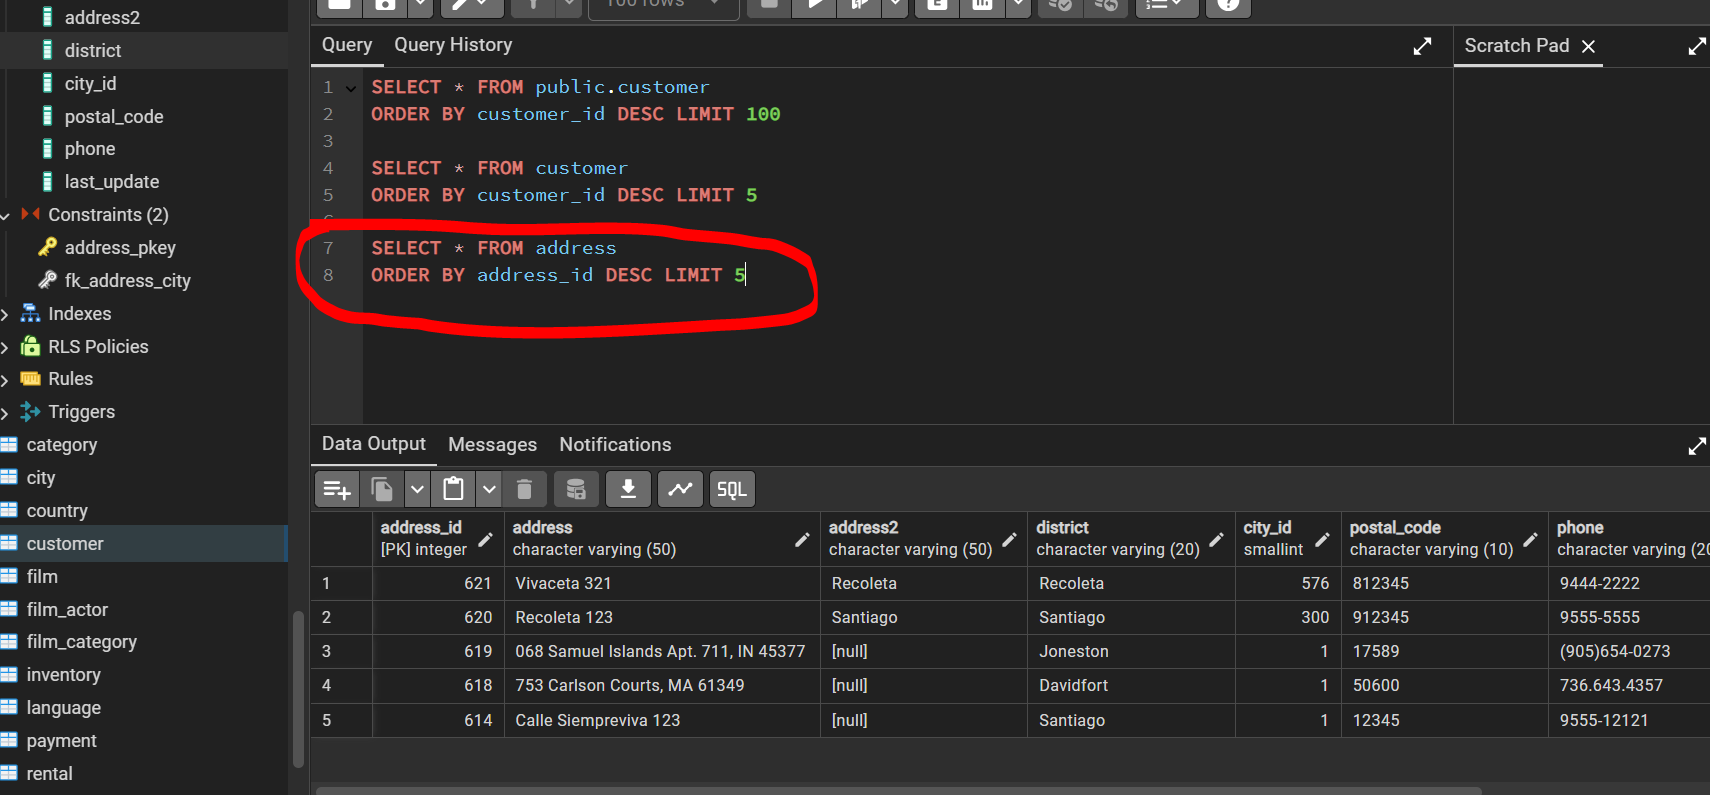 address2
district
city_id
postal_code
phone
last_update
Constraints (2)
address_pkey
fk_address_city
Indexes
RLS Policies
Rules
Triggers
category
city
country
customer
film
film_actor
film_category
inventory
language
payment
rental
100 rows
Query Query History
Scratch Pad
1 SELECT * FROM public.customer
2 ORDER BY customer_id DESC LIMIT 100
3
4 SELECT * FROM customer
5 ORDER BY customer_id DESC LIMIT 5
7 SELECT * FROM address
8 ORDER BY address_id DESC LIMIT 5
Data Output Messages Notifications
SQL
address_id address address2 district city_id postal_code phone
[PK] integer character varying (50) character varying (50) character varying (20) smallint character varying (10) character varying (20
1 621 Vivaceta 321 Recoleta Recoleta 576 812345 9444-2222
2 620 Recoleta 123 Santiago Santiago 300 912345 9555-5555
3 619 068 Samuel Islands Apt. 711, IN 45377 [null] Joneston 1 17589 (905)654-0273
4 618 753 Carlson Courts, MA 61349 [null] Davidfort 1 50600 736.643.4357
5 614 Calle Siempreviva 123 [null] Santiago 1 12345 9555-12121